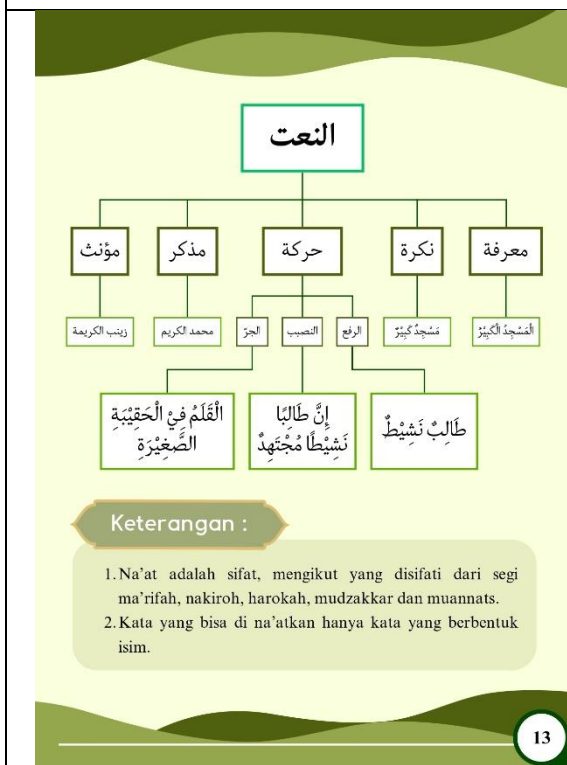 النعت
معرفة
نكرة
حركة
مذكر
مؤنث
الْمَسْجِدُ الْكَبِيْرُ
مَسْجِدٌ كَبِيْرٌ
الرفع
النصب
الجرّ
محمد الكريم
زينب الكريمة
طَالِبٌ نَشِيْطٌ
إِنَّ طَالِبًا
نَشِيْطًا مُجْتَهِدٌ
الْقَلَمُ فِيْ الْحَقِيْبَةِ
الصَّغِيْرَةِ
Keterangan :
1.Na’at adalah sifat, mengikut yang disifati dari segi
ma’rifah, nakiroh, harokah, mudzakkar dan muannats.
2.Kata yang bisa di na’atkan hanya kata yang berbentuk
isim.
13